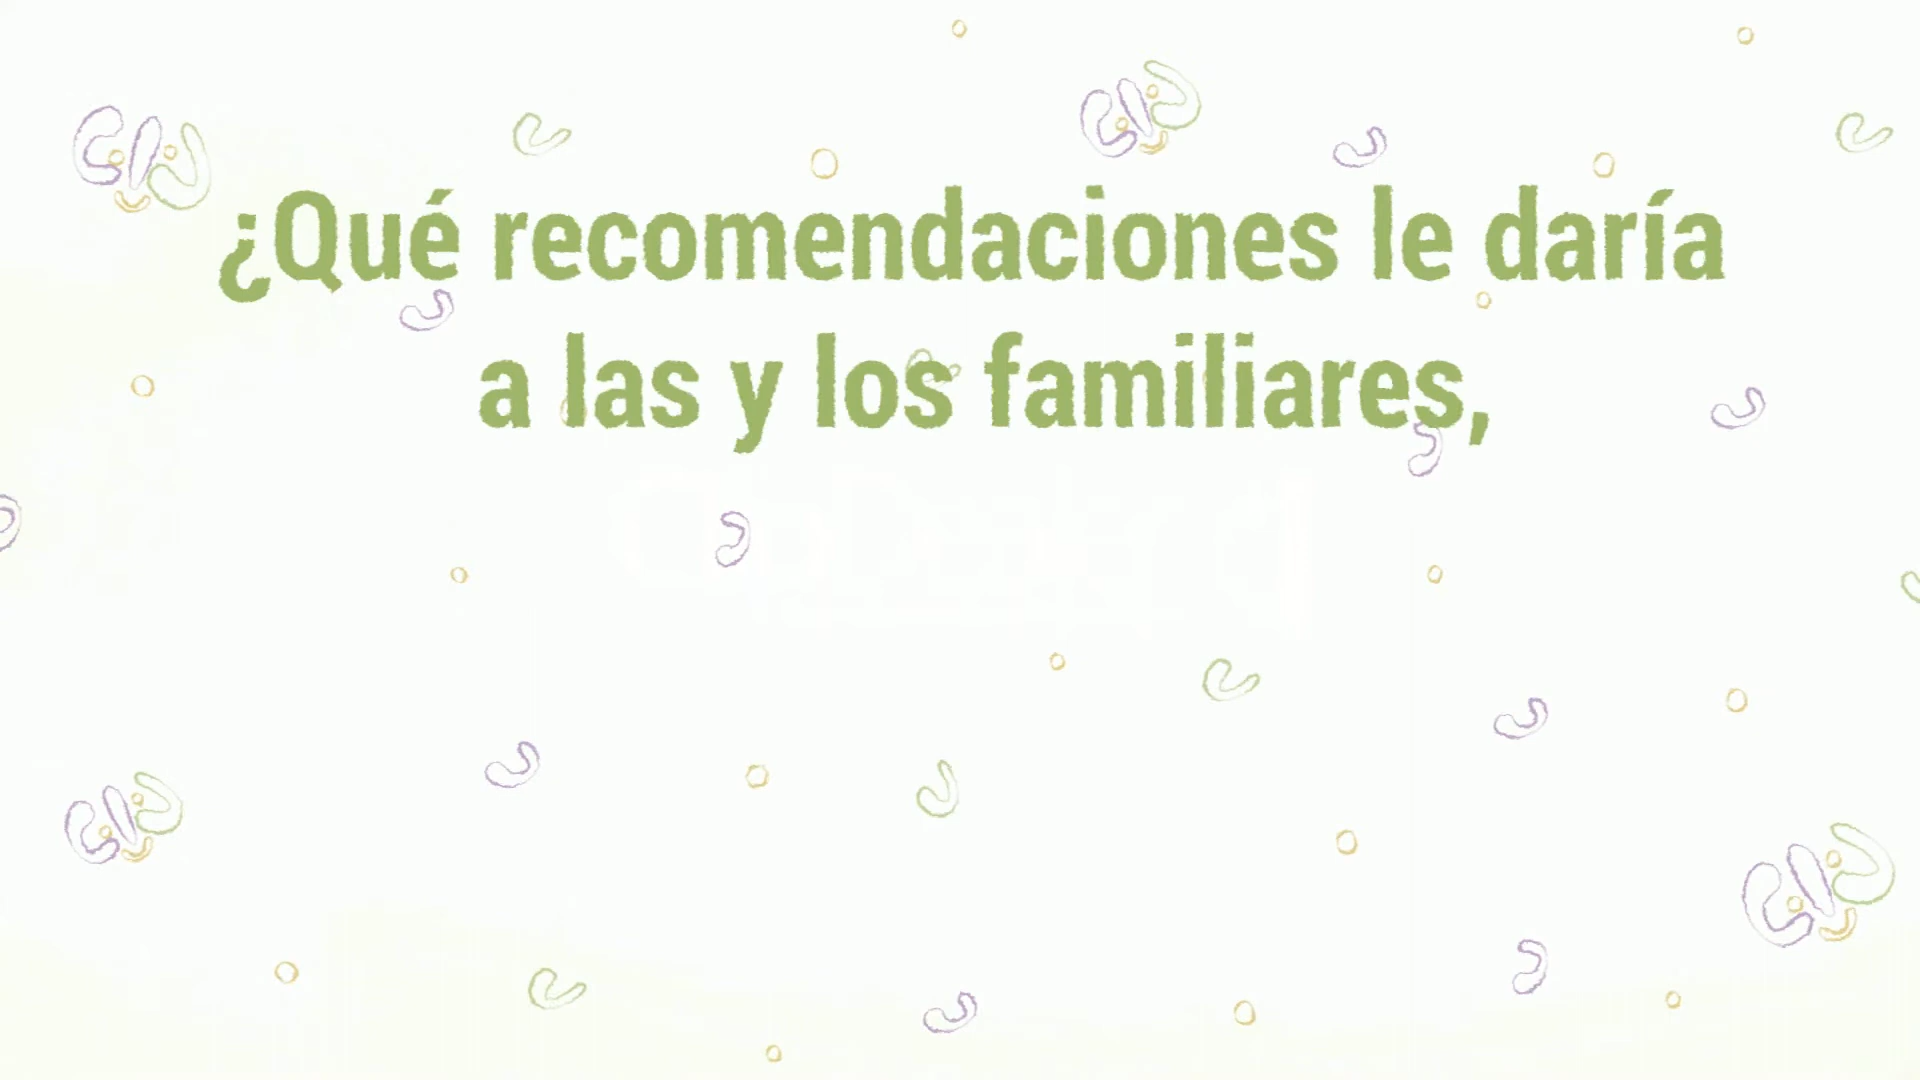 ¿Qué recomendaciones le daría
a las y los familiares,